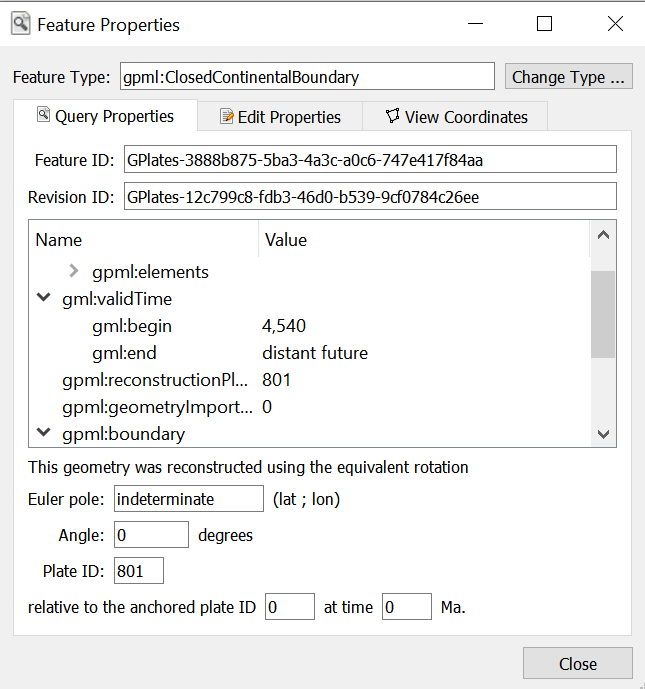 Feature Properties
Feature Type: gpml:ClosedContinentalBoundary Change Type ...
Query Properties Edit Properties View Coordinates
Feature ID: GPlates-3888b875-5ba3-4a3c-a0c6-747e417f84aa
Revision ID: GPlates-12c799c8-fdb3-46d0-b539-9cf0784c26ee
Name Value
gpml:elements
gml:validTime
gml:begin 4,540
gml:end distant future
gpml:reconstructionPl... 801
gpml:geometryImport... 0
gpml:boundary
This geometry was reconstructed using the equivalent rotation
Euler pole: indeterminate (lat ; lon)
Angle: 0 degrees
Plate ID: 801
relative to the anchored plate ID 0 at time 0 Ma.
Close